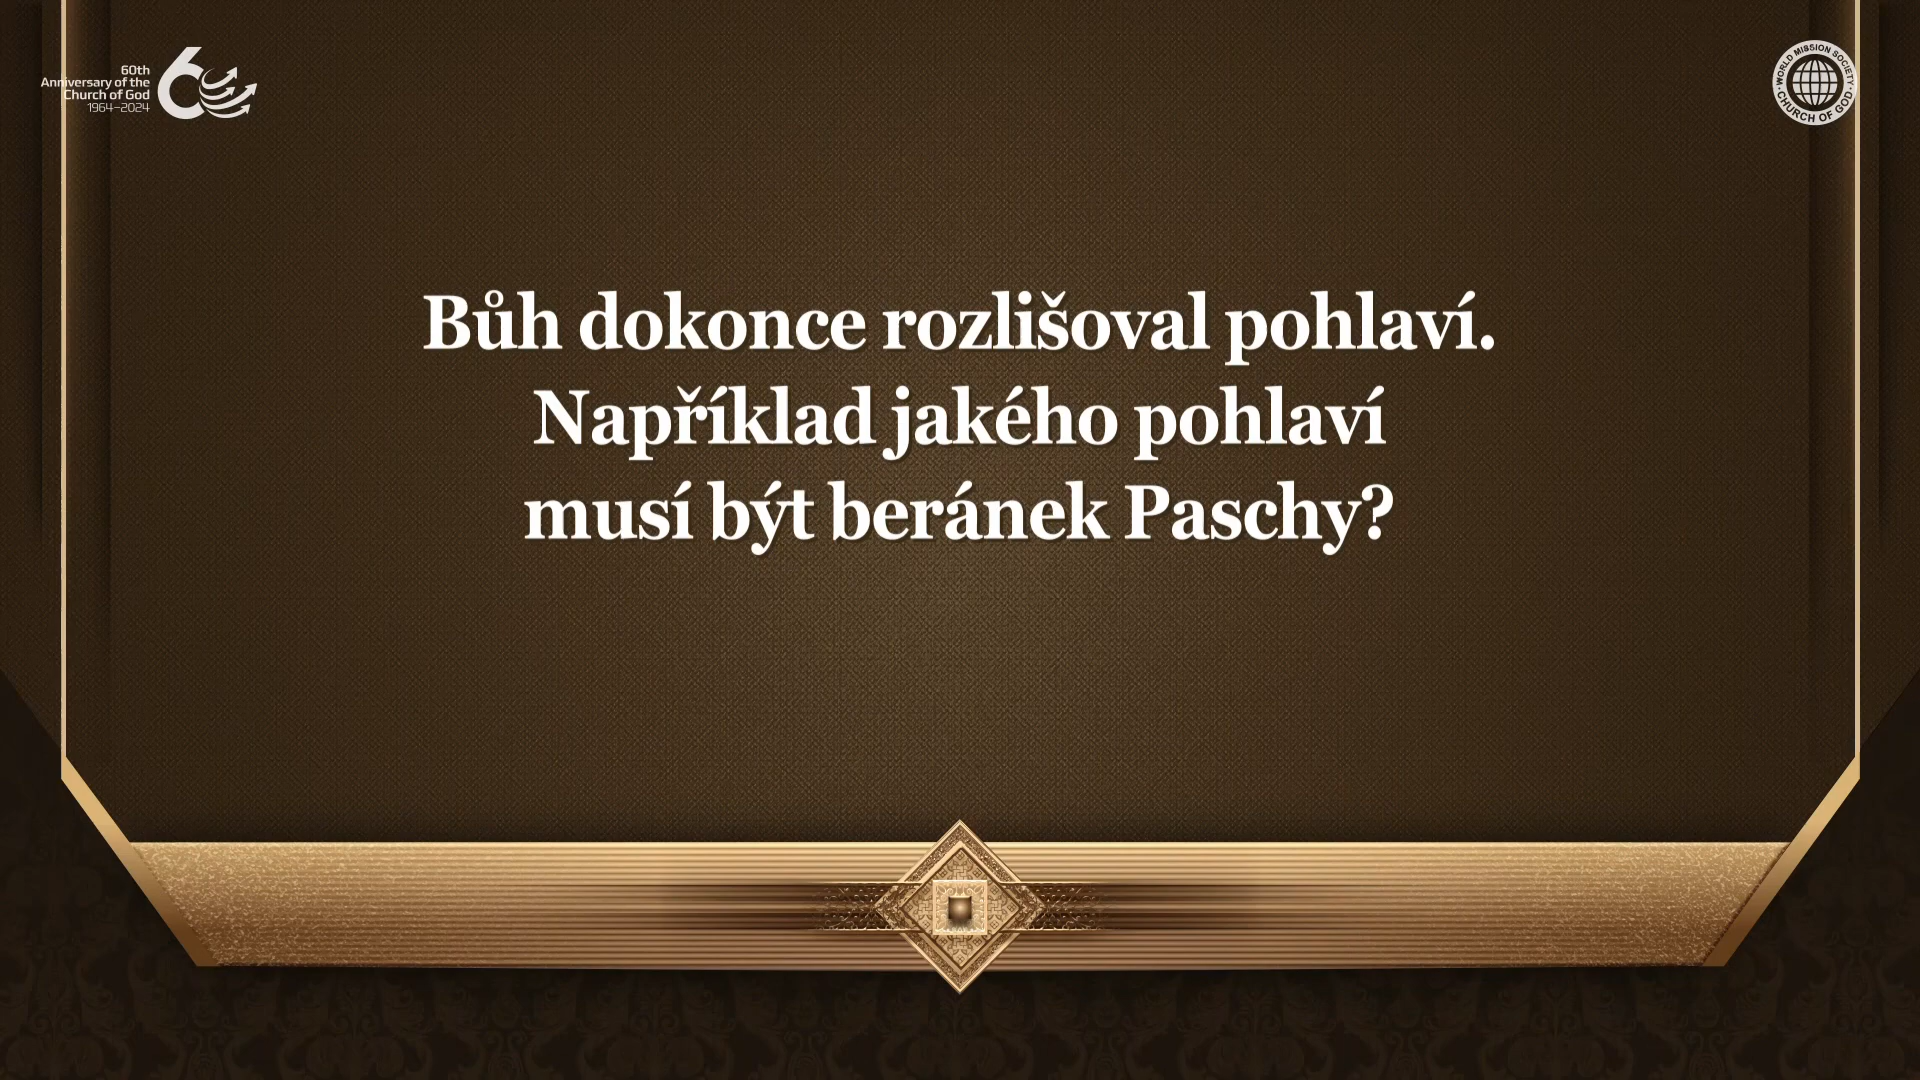 60th
Anniversary of the
Church of God
1964–2024
60
WORLD MISSION SOCIETY
CHURCH OF GOD
Bůh dokonce rozlišoval pohlaví.
Například jakého pohlaví
musí být beránek Paschy?